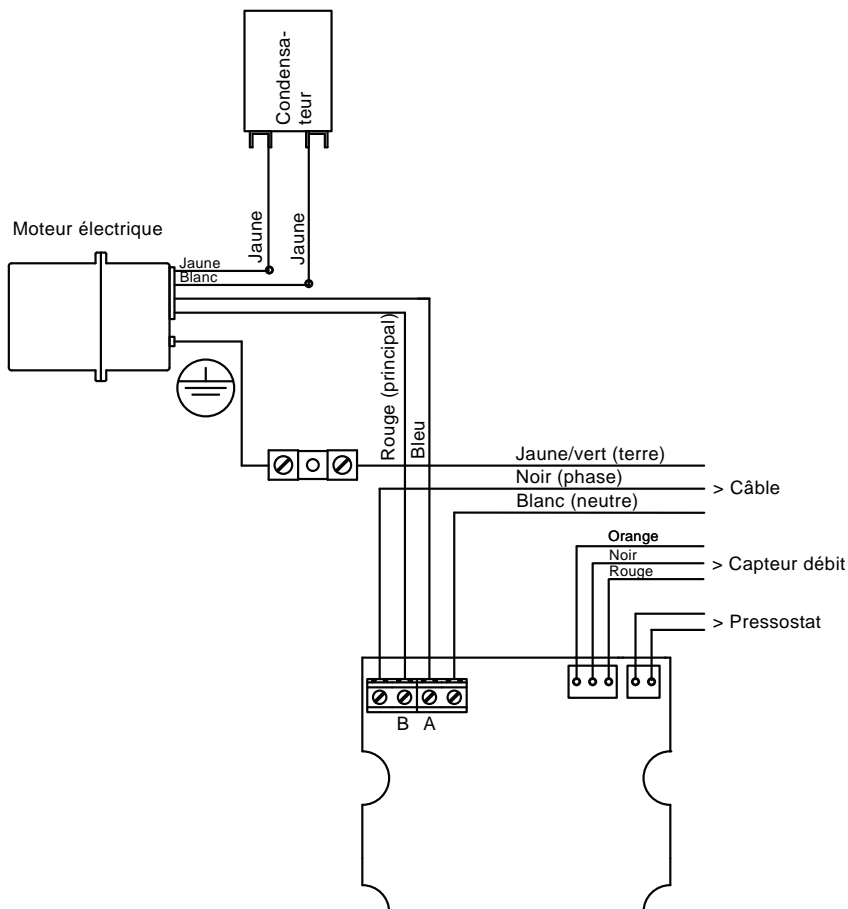 Condensa-
teur
Moteur électrique
Jaune
Jaune
Jaune
Blanc
Rouge (principal)
Bleu
Jaune/vert (terre)
Noir (phase)
> Câble
Blanc (neutre)
Orange
Noir
> Capteur débit
Rouge
> Pressostat
B A